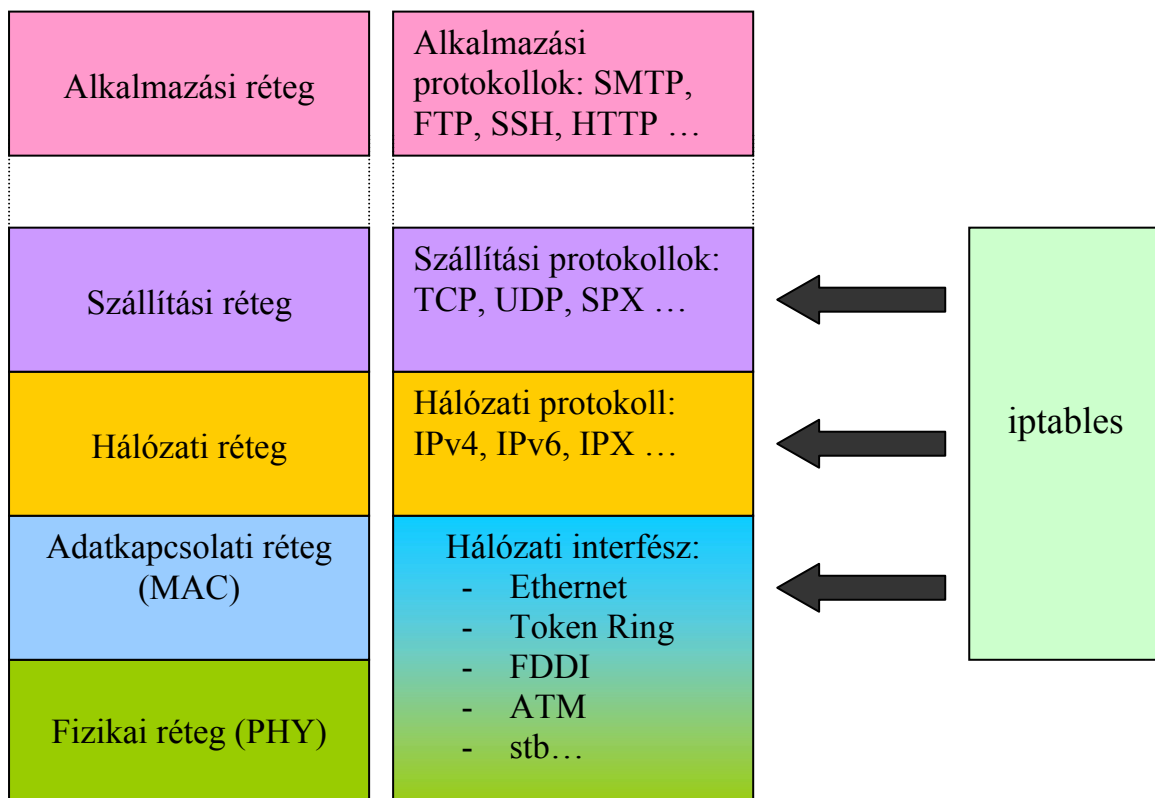 Alkalmazási réteg
Alkalmazási
protokollok: SMTP,
FTP, SSH, HTTP …
Szállítási réteg
Szállítási protokollok:
TCP, UDP, SPX …
Hálózati réteg
Hálózati protokoll:
IPv4, IPv6, IPX …
Adatkapcsolati réteg
(MAC)
Fizikai réteg (PHY)
Hálózati interfész:
- Ethernet
- Token Ring
- FDDI
- ATM
- stb…
iptables